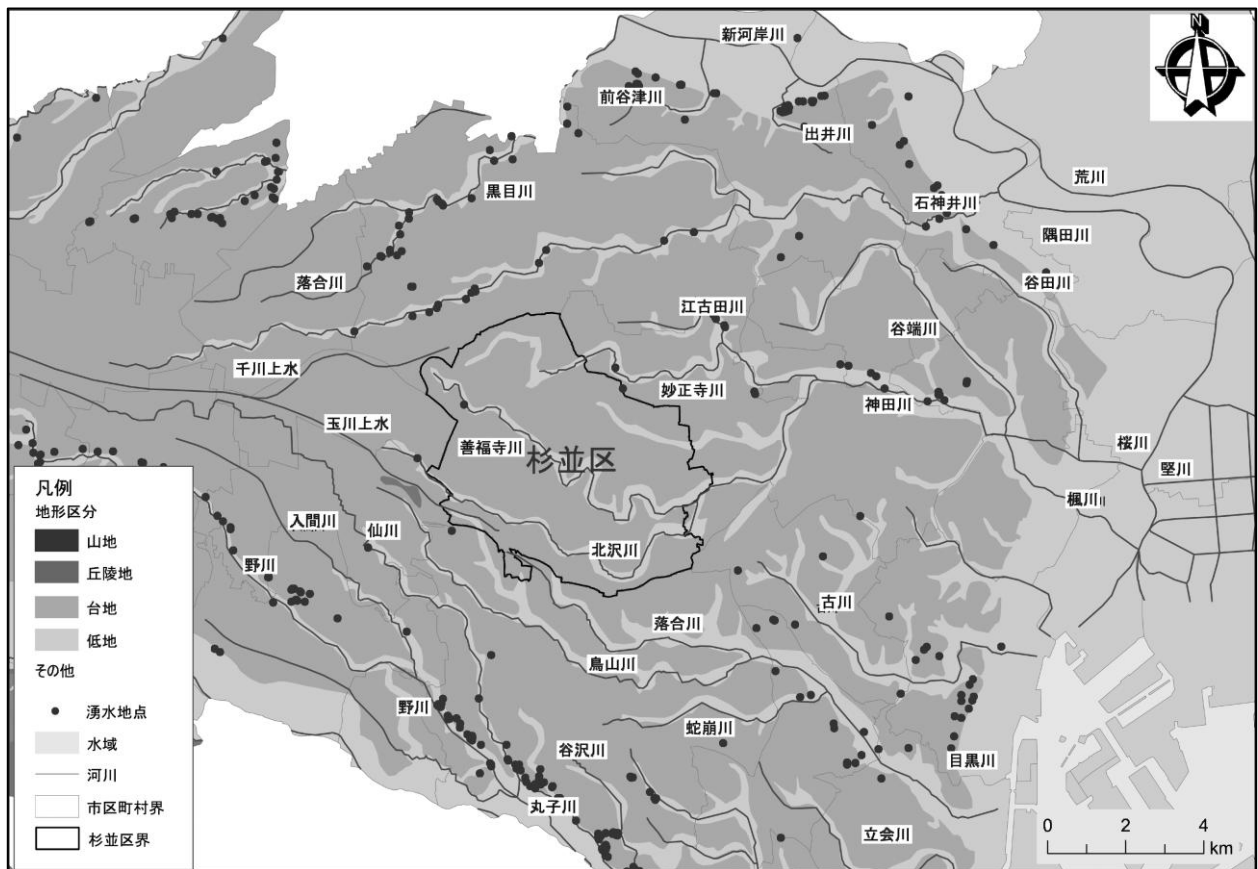 新河岸川
N
前谷津川
出井川
荒川
黒目川
石神井川
隅田川
落合川
谷田川
江古田川
谷端川
千川上水
妙正寺川
神田川
玉川上水
桜川
善福寺川
杉並区
竪川
楓川
凡例
地形区分
山地
丘陵地
台地
低地
その他
湧水地点
水域
河川
市区町村界
杉並区界
入間川
仙川
野川
北沢川
古川
落合川
烏山川
野川
蛇崩川
谷沢川
目黒川
丸子川
立会川
0 2 4
km